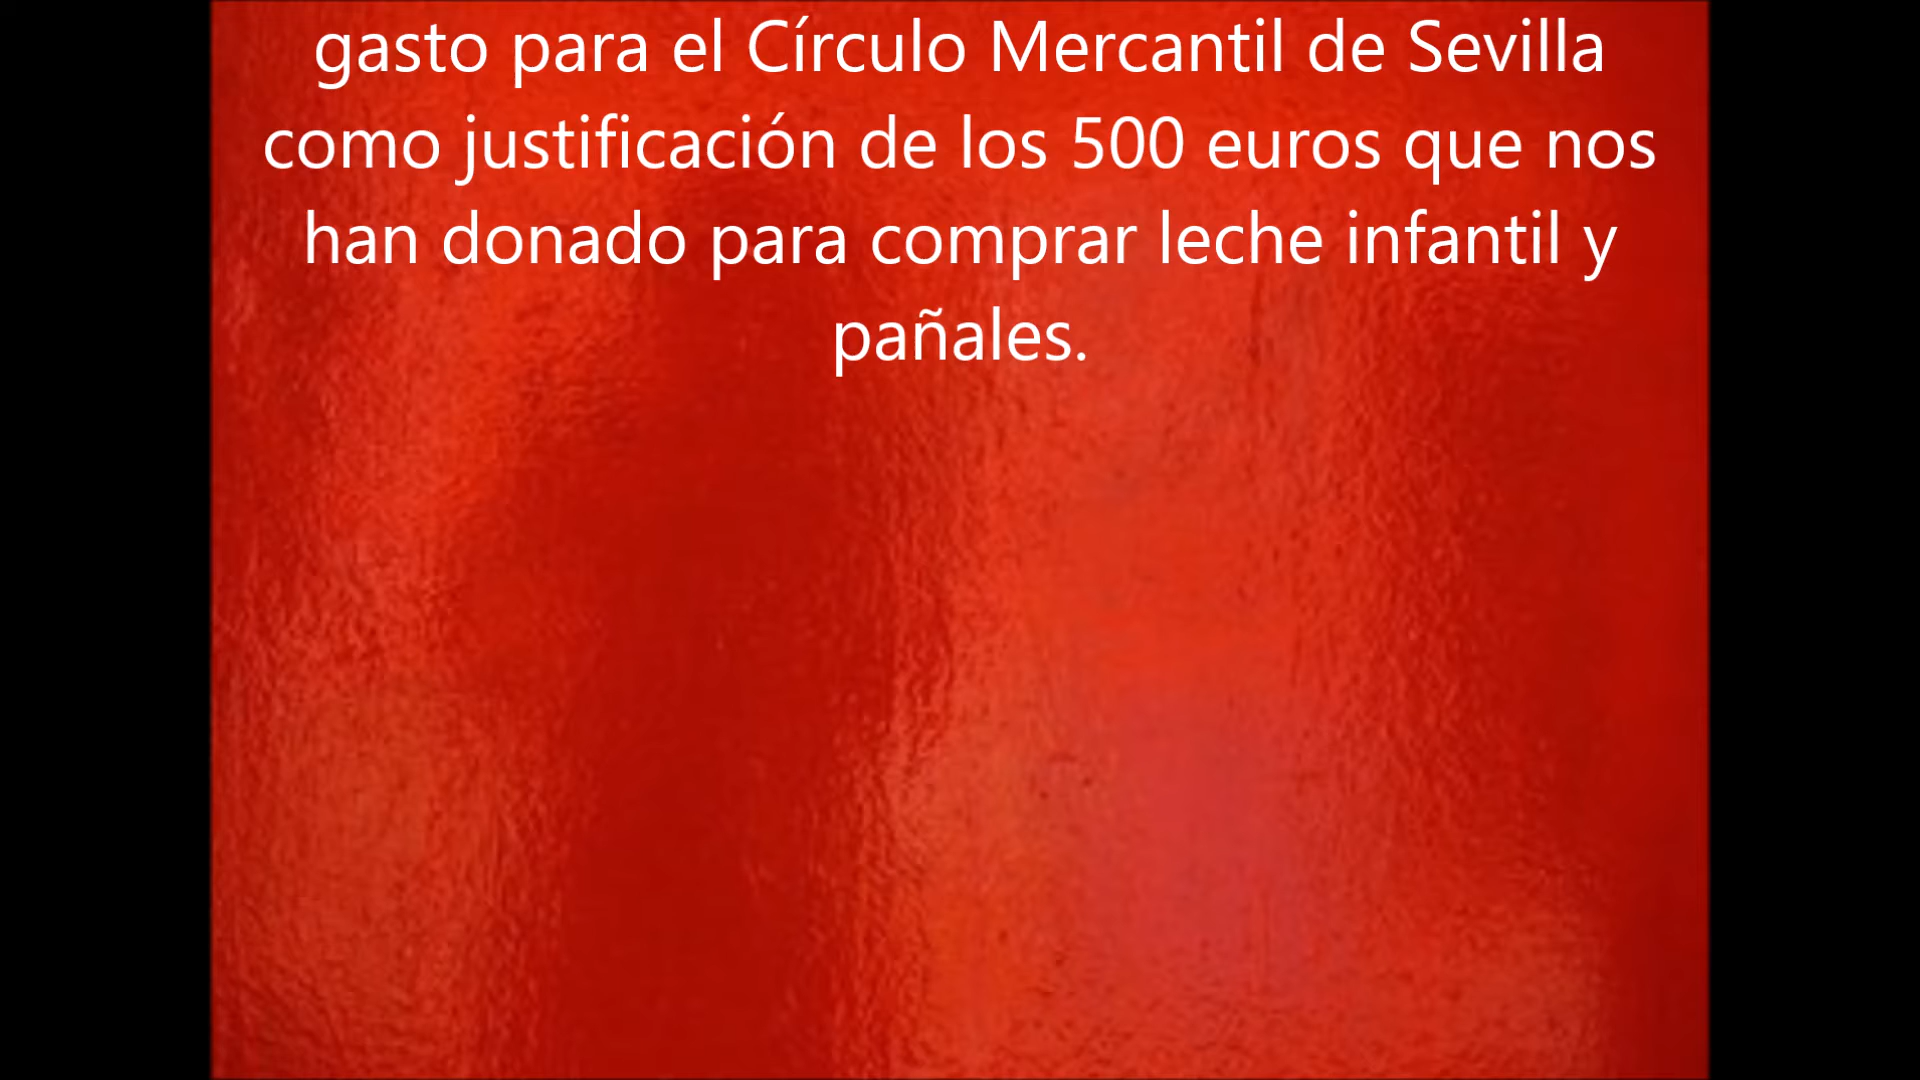 gasto para el Círculo Mercantil de Sevilla
como justificación de los 500 euros que nos
han donado para comprar leche infantil y
pañales.